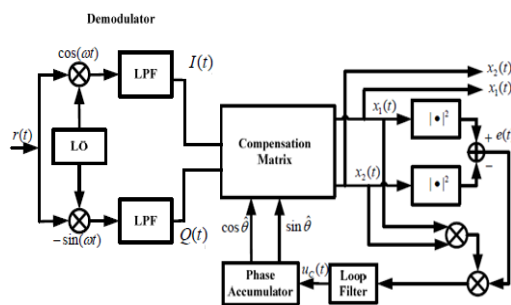 Demodulator
cos(ωt)
LPF
I(t)
x₂(t)
x₁(t)
r(t)
LO
Compensation
Matrix
x₁(t)
|•|²
+
e(t
−
x₂(t)
|•|²
−sin(ωt)
LPF
Q(t)
cos θ̂
sin θ̂
Phase
Accumulator
u_C(t)
Loop
Filter